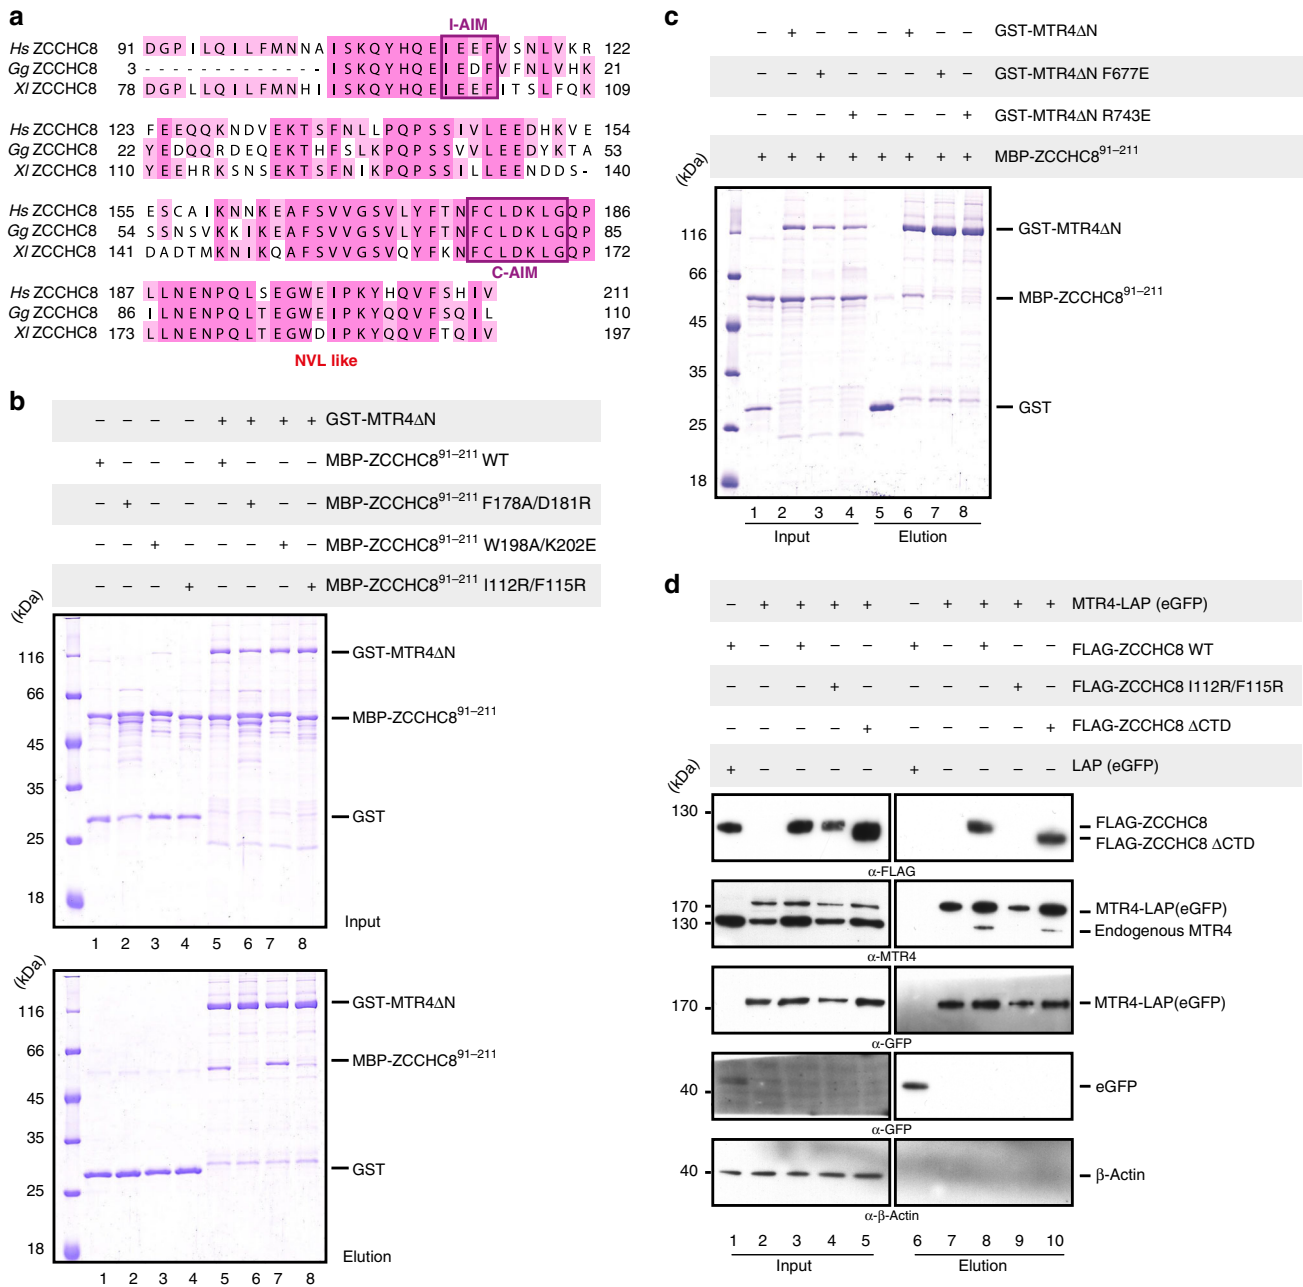 a
I-AIM
Hs ZCCHC8 91 DGPILQILFMNNAISKQYHQEIEEFVSNLVKR 122
Gg ZCCHC8 3 - - - - - - - - - - - - - ISKQYHQEIEDFVFNLVHK 21
Xl ZCCHC8 78 DGPLLQILFMNHIISKQYHQEIEEFITSLFQK 109
Hs ZCCHC8 123 FEEQQKNDVEKTSFNLLPQPSSIVLEEDHKVE 154
Gg ZCCHC8 22 YEDQQRDEQEKTHFSLKPQPSSVVLEEDYKTA 53
Xl ZCCHC8 110 YEEHRKSNSEKTSFNIKPQPSSILLEENDDS- 140
Hs ZCCHC8 155 ESCAIKNNKEAFSVVGSVLYFTNFCLDKLGQP 186
Gg ZCCHC8 54 SSNSVKKIKEAFSVVGSVLYFTNFCLDKLGQP 85
Xl ZCCHC8 141 DADTMKNIKQAFSVVGSVQYFKNFCLDKLGQP 172
C-AIM
Hs ZCCHC8 187 LLNENPQLSEGWEIPKYHQVFSHIV 211
Gg ZCCHC8 86 ILNENPQLTEGWEIPKYQQVFSQIL 110
Xl ZCCHC8 173 LLNENPQLTEGWDIPKYQQVFTQIV 197
NVL like
b
– – – – + + + + GST-MTR4ΔN
+ – – – + – – – MBP-ZCCHC8⁹¹⁻²¹¹ WT
– + – – – + – – MBP-ZCCHC8⁹¹⁻²¹¹ F178A/D181R
– – + – – – + – MBP-ZCCHC8⁹¹⁻²¹¹ W198A/K202E
– – – + – – – + MBP-ZCCHC8⁹¹⁻²¹¹ I112R/F115R
(kDa)
116
66
45
35
25
18
GST-MTR4ΔN
MBP-ZCCHC8⁹¹⁻²¹¹
GST
Input
1 2 3 4 5 6 7 8
(kDa)
116
66
45
35
25
18
GST-MTR4ΔN
MBP-ZCCHC8⁹¹⁻²¹¹
GST
Elution
1 2 3 4 5 6 7 8
c
– + – – – + – – GST-MTR4ΔN
– – + – – – + – GST-MTR4ΔN F677E
– – – + – – – + GST-MTR4ΔN R743E
+ + + + + + + + MBP-ZCCHC8⁹¹⁻²¹¹
(kDa)
116
66
45
35
25
18
GST-MTR4ΔN
MBP-ZCCHC8⁹¹⁻²¹¹
GST
1 2 3 4 5 6 7 8
Input Elution
d
– + + + + – + + + + MTR4-LAP (eGFP)
+ – + – – + – + – – FLAG-ZCCHC8 WT
– – – + – – – – + – FLAG-ZCCHC8 I112R/F115R
– – – – + – – – – + FLAG-ZCCHC8 ΔCTD
+ – – – – + – – – – LAP (eGFP)
(kDa)
130
FLAG-ZCCHC8
FLAG-ZCCHC8 ΔCTD
α-FLAG
170
130
MTR4-LAP(eGFP)
Endogenous MTR4
α-MTR4
170
MTR4-LAP(eGFP)
α-GFP
40
eGFP
α-GFP
40
β-Actin
α-β-Actin
1 2 3 4 5 6 7 8 9 10
Input Elution